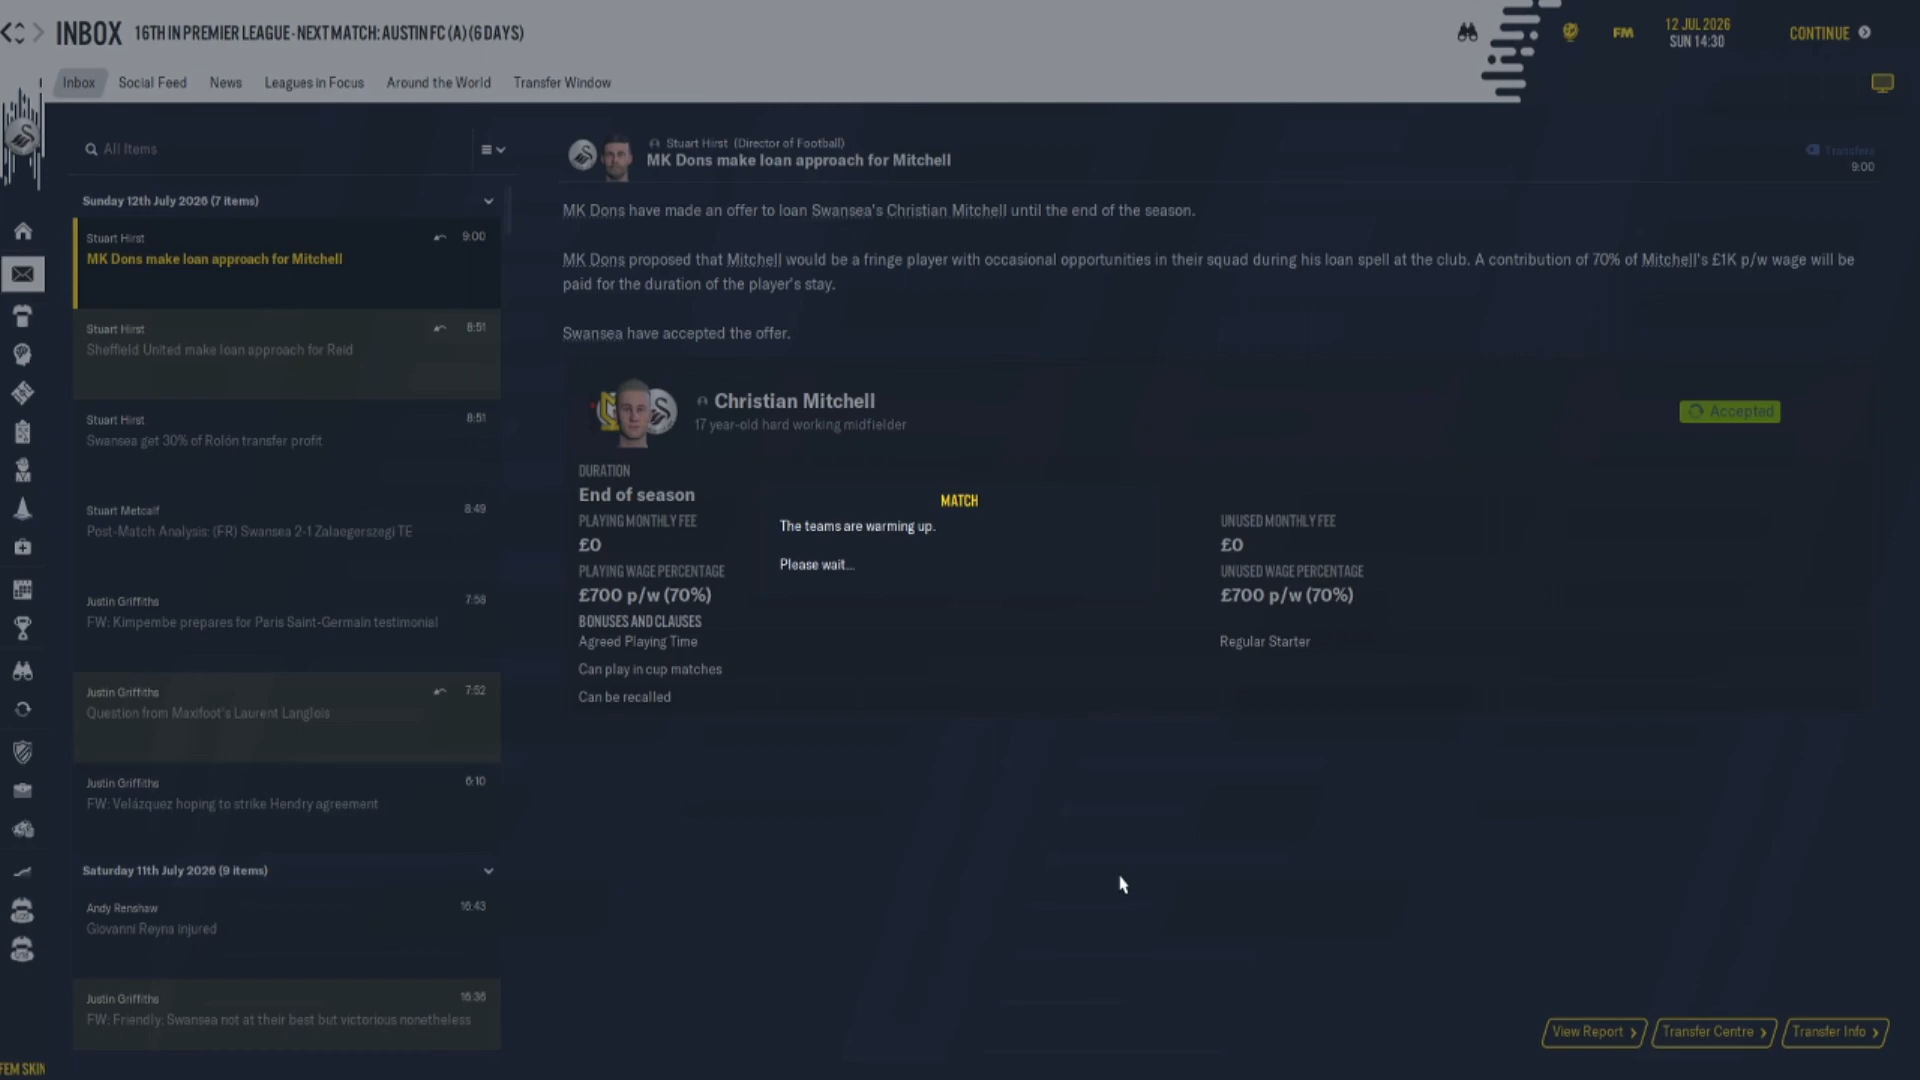 INBOX 16TH IN PREMIER LEAGUE - NEXT MATCH: AUSTIN FC (A) (6 DAYS)
FM
12 JUL 2026
SUN 14:30
CONTINUE
Inbox Social Feed News Leagues in Focus Around the World Transfer Window
All Items
Sunday 12th July 2026 (7 items)
Stuart Hirst 9:00
MK Dons make loan approach for Mitchell
Stuart Hirst 8:51
Sheffield United make loan approach for Reid
Stuart Hirst 8:51
Swansea get 30% of Rolón transfer profit
Stuart Metcalf 8:49
Post-Match Analysis: (FR) Swansea 2-1 Zalaegerszegi TE
Justin Griffiths 7:58
FW: Kimpembe prepares for Paris Saint-Germain testimonial
Justin Griffiths 7:52
Question from Maxifoot's Laurent Langlois
Justin Griffiths 6:10
FW: Velázquez hoping to strike Hendry agreement
Saturday 11th July 2026 (9 items)
Andy Renshaw 16:43
Giovanni Reyna injured
Justin Griffiths 16:36
FW: Friendly: Swansea not at their best but victorious nonetheless
FEM SKIN
Stuart Hirst (Director of Football)
MK Dons make loan approach for Mitchell
Transfers
9:00
MK Dons have made an offer to loan Swansea's Christian Mitchell until the end of the season.
MK Dons proposed that Mitchell would be a fringe player with occasional opportunities in their squad during his loan spell at the club. A contribution of 70% of Mitchell's £1K p/w wage will be
paid for the duration of the player's stay.
Swansea have accepted the offer.
Christian Mitchell
17 year-old hard working midfielder
Accepted
DURATION
End of season
PLAYING MONTHLY FEE
£0
PLAYING WAGE PERCENTAGE
£700 p/w (70%)
BONUSES AND CLAUSES
Agreed Playing Time
Can play in cup matches
Can be recalled
UNUSED MONTHLY FEE
£0
UNUSED WAGE PERCENTAGE
£700 p/w (70%)
Regular Starter
MATCH
The teams are warming up.
Please wait...
View Report Transfer Centre Transfer Info